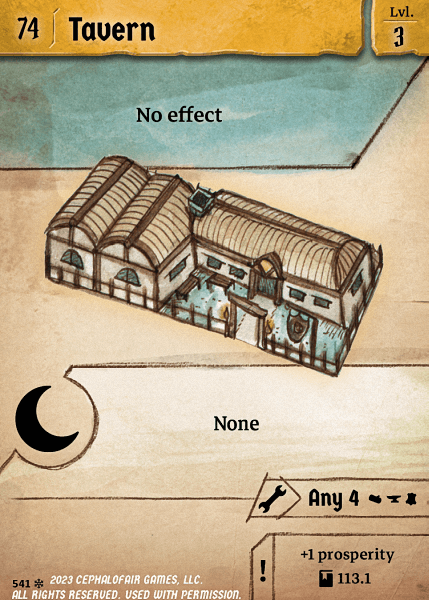 74 Tavern
Lvl.
3
No effect
None
Any 4
+1 prosperity
! 113.1
541 2023 CEPHALOFAIR GAMES, LLC.
ALL RIGHTS RESERVED. USED WITH PERMISSION.